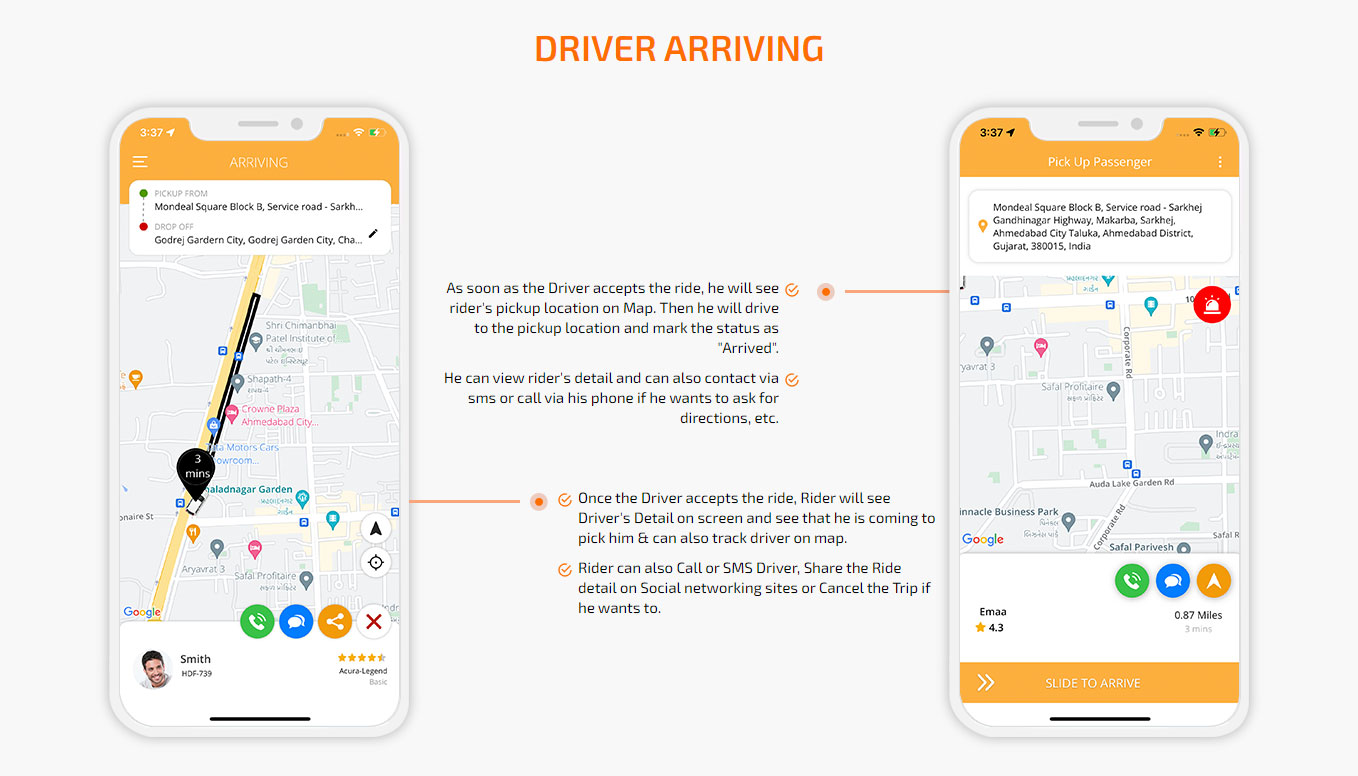 DRIVER ARRIVING
3:37
ARRIVING
PICKUP FROM
Mondeal Square Block B, Service road - Sarkh...
DROP OFF
Godrej Gardern City, Godrej Garden City, Cha...
Shri Chimanbhai
Patel Institute of
Shapath-4
Crowne Plaza
Ahmedabad City...
Tata Motors Cars
howroom...
3
mins
haladnagar Garden
onaire St
Aryavrat 3
Safal Profitaire
Google
Smith
HDF-739
Acura-Legend
Basic
As soon as the Driver accepts the ride, he will see
rider's pickup location on Map. Then he will drive
to the pickup location and mark the status as
"Arrived".
He can view rider's detail and can also contact via
sms or call via his phone if he wants to ask for
directions, etc.
Once the Driver accepts the ride, Rider will see
Driver's Detail on screen and see that he is coming to
pick him & can also track driver on map.
Rider can also Call or SMS Driver, Share the Ride
detail on Social networking sites or Cancel the Trip if
he wants to.
3:37
Pick Up Passenger
Mondeal Square Block B, Service road - Sarkhej
Gandhinagar Highway, Makarba, Sarkhej,
Ahmedabad City Taluka, Ahmedabad District,
Gujarat, 380015, India
10
Corporate Rd
ryavrat 3
Safal Profitaire
સફલ પ્રોફિટેર
Indra
Auda Lake Garden Rd
innacle Business Park
Corporate Rd
Safal R
Google
Safal Parivesh
Emaa
4.3
0.87 Miles
3 mins
SLIDE TO ARRIVE